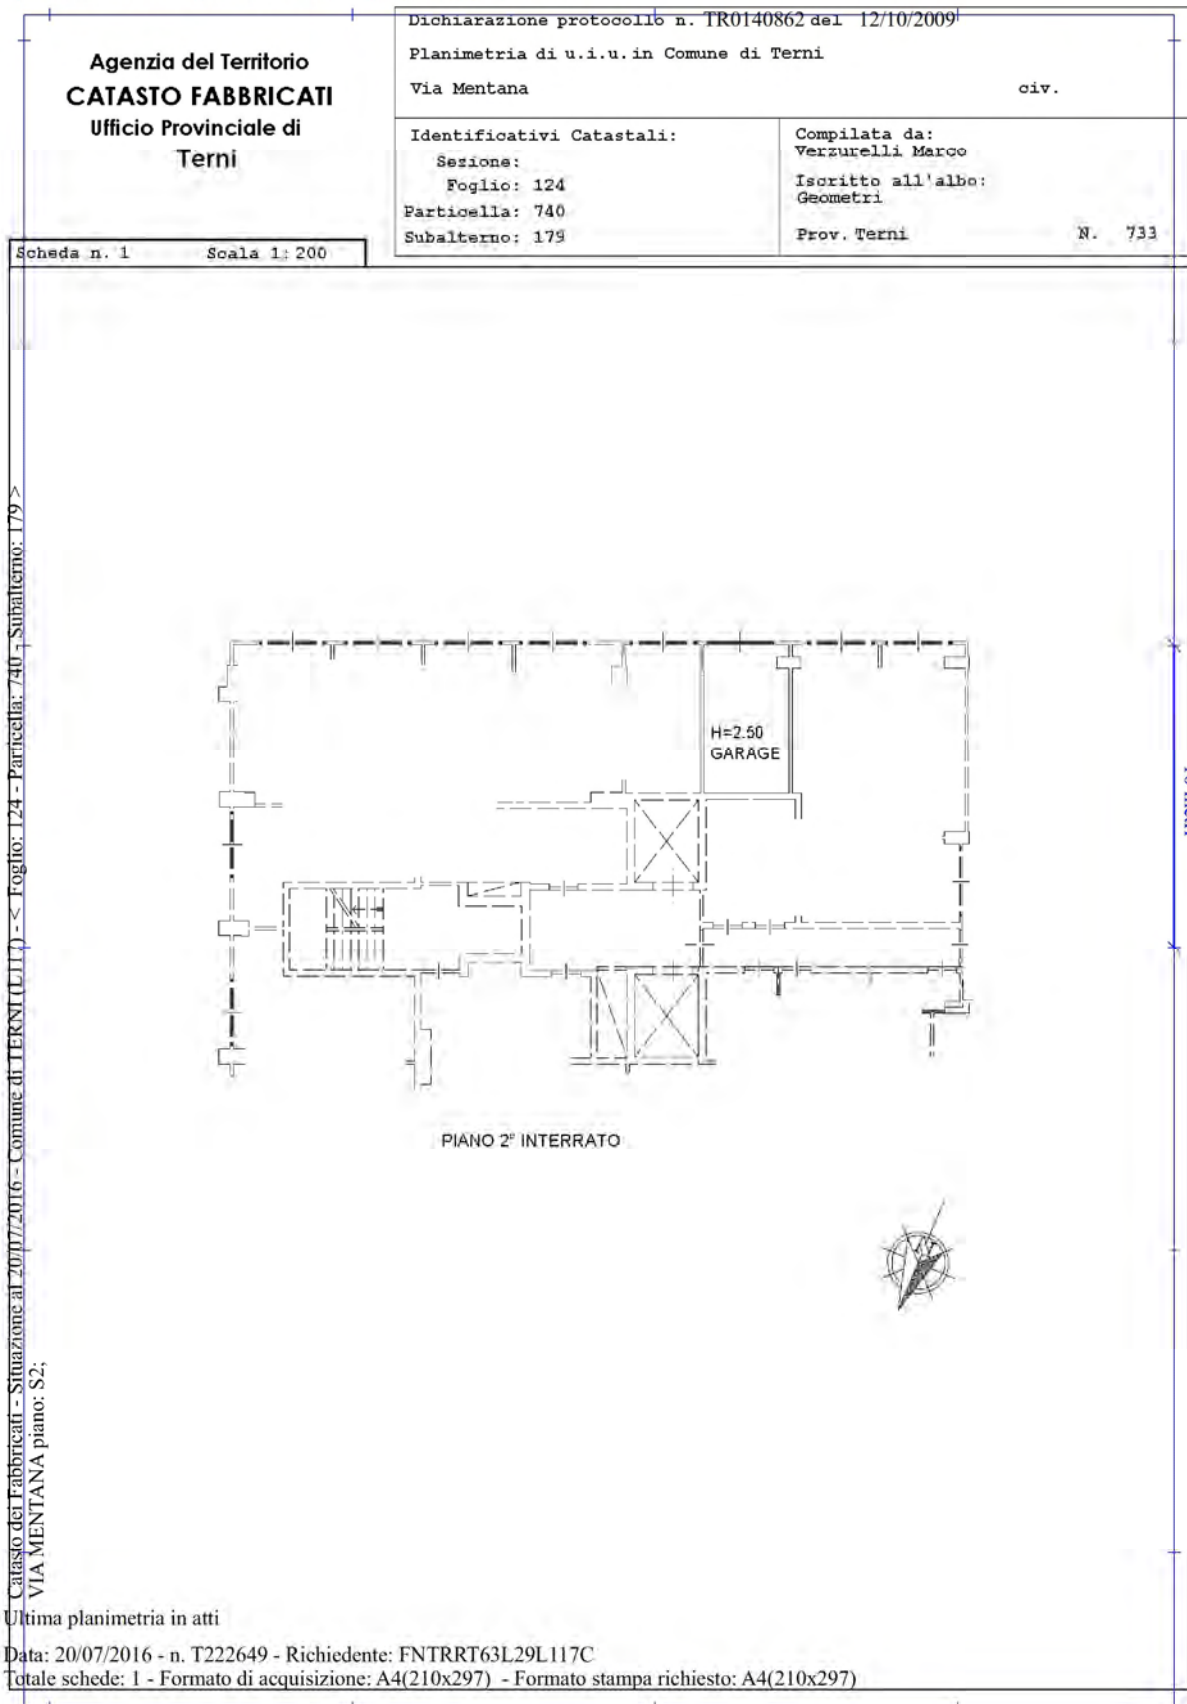 Dichiarazione protocollo n. TR0140862 del 12/10/2009
Planimetria di u.i.u. in Comune di Terni
Via Mentana civ.
Agenzia del Territorio
CATASTO FABBRICATI
Ufficio Provinciale di
Terni
Identificativi Catastali:
Sezione:
Foglio: 124
Particella: 740
Subalterno: 179
Compilata da:
Verzurelli Marco
Iscritto all'albo:
Geometri
Prov. Terni N. 733
Scheda n. 1 Scala 1: 200
H=2.50
GARAGE
PIANO 2° INTERRATO
N
Catasto dei Fabbricati - Situazione al 20/07/2016 - Comune di TERNI (L117) - < Foglio: 124 - Particella: 740 - Subalterno: 179 >
VIA MENTANA piano: S2;
Ultima planimetria in atti
Data: 20/07/2016 - n. T222649 - Richiedente: FNTRRT63L29L117C
Totale schede: 1 - Formato di acquisizione: A4(210x297) - Formato stampa richiesto: A4(210x297)